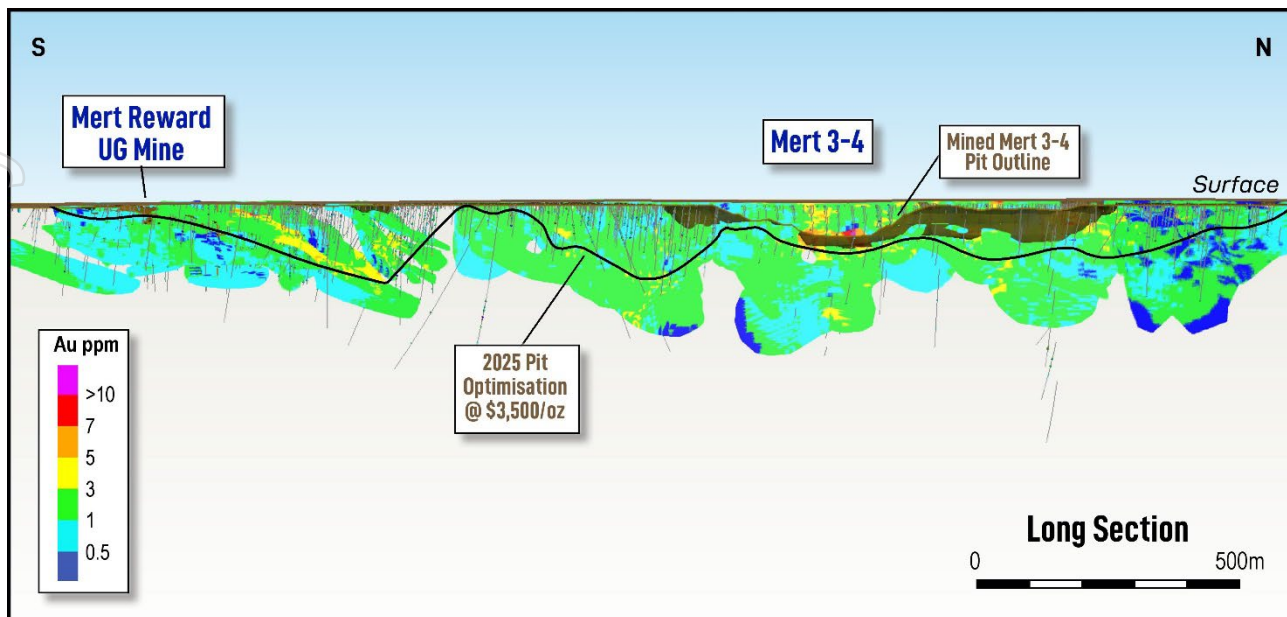 S
N
Mert Reward
UG Mine
Mert 3-4
Mined Mert 3-4
Pit Outline
Surface
2025 Pit
Optimisation
@ $3,500/oz
Au ppm
>10
7
5
3
1
0.5
Long Section
0 500m